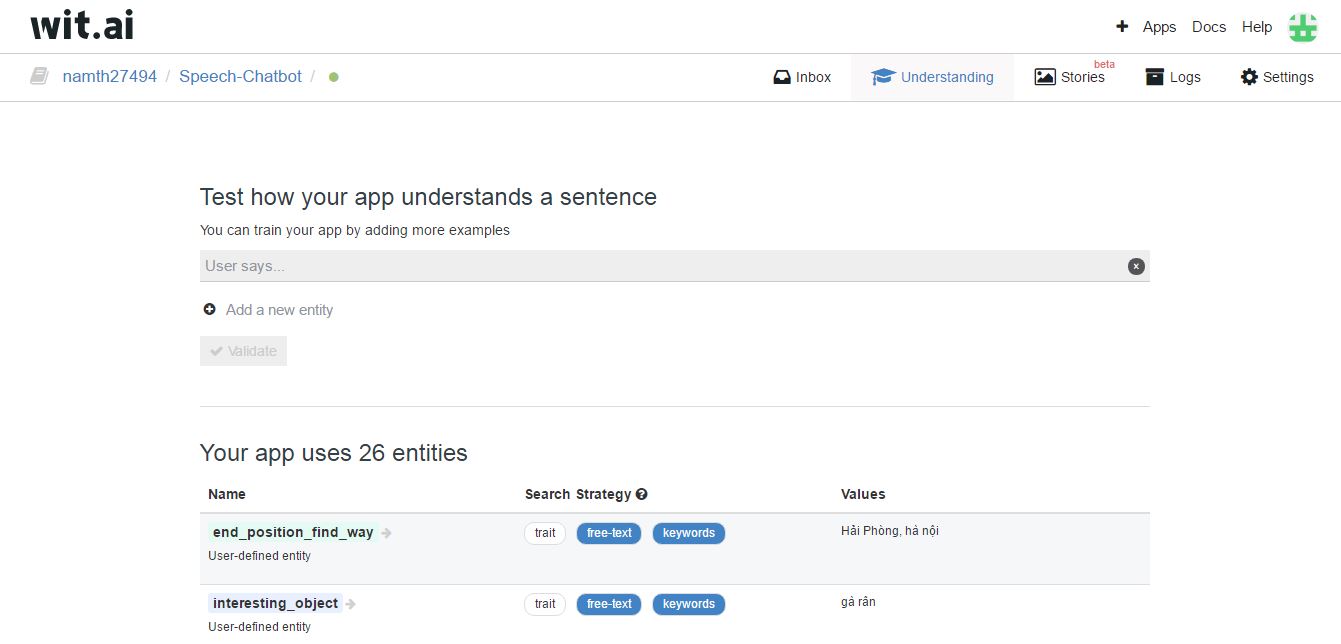 wit.ai
Apps Docs Help
namth27494 / Speech-Chatbot /
Inbox Understanding Stories beta Logs Settings
Test how your app understands a sentence
You can train your app by adding more examples
User says...
Add a new entity
Validate
Your app uses 26 entities
Name Search Strategy Values
end_position_find_way trait free-text keywords Hải Phòng, hà nội
User-defined entity
interesting_object trait free-text keywords gà rán
User-defined entity